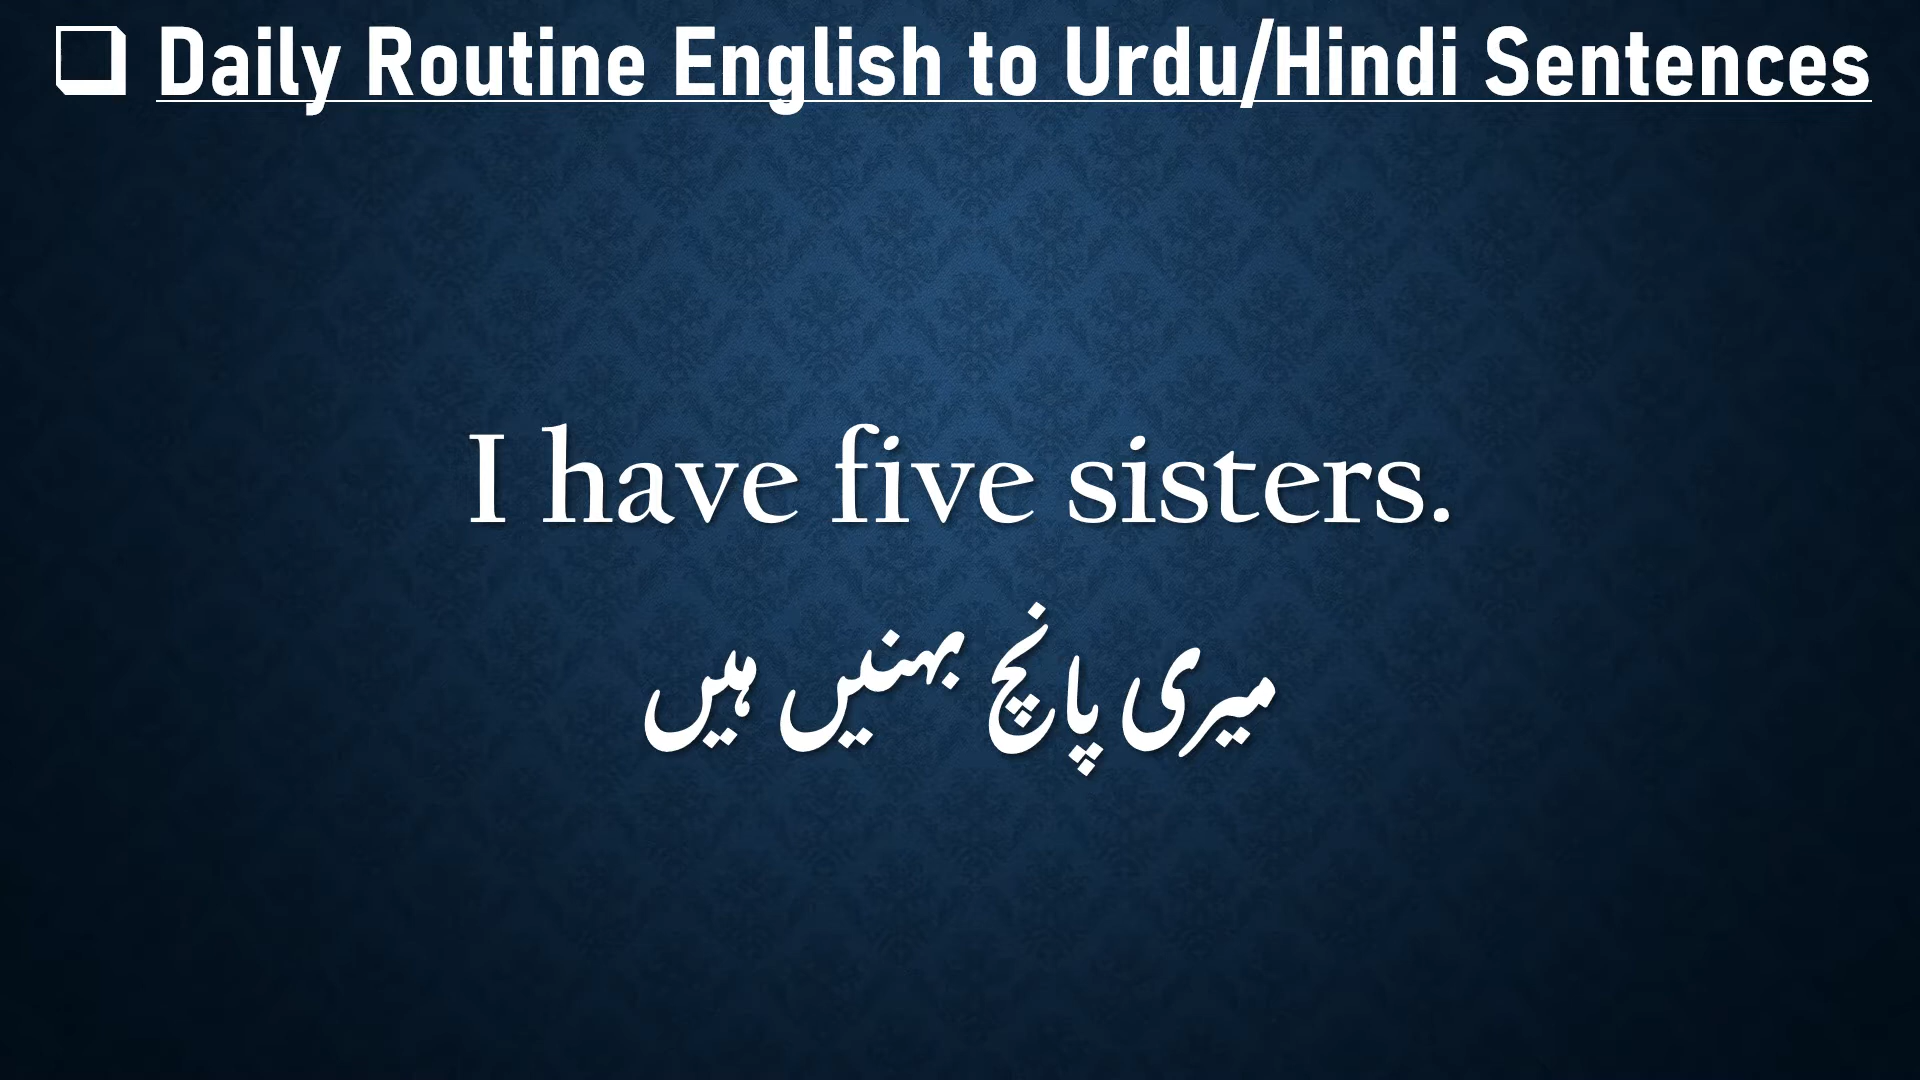 ❑ Daily Routine English to Urdu/Hindi Sentences
I have five sisters.
میری پانچ بہنیں ہیں